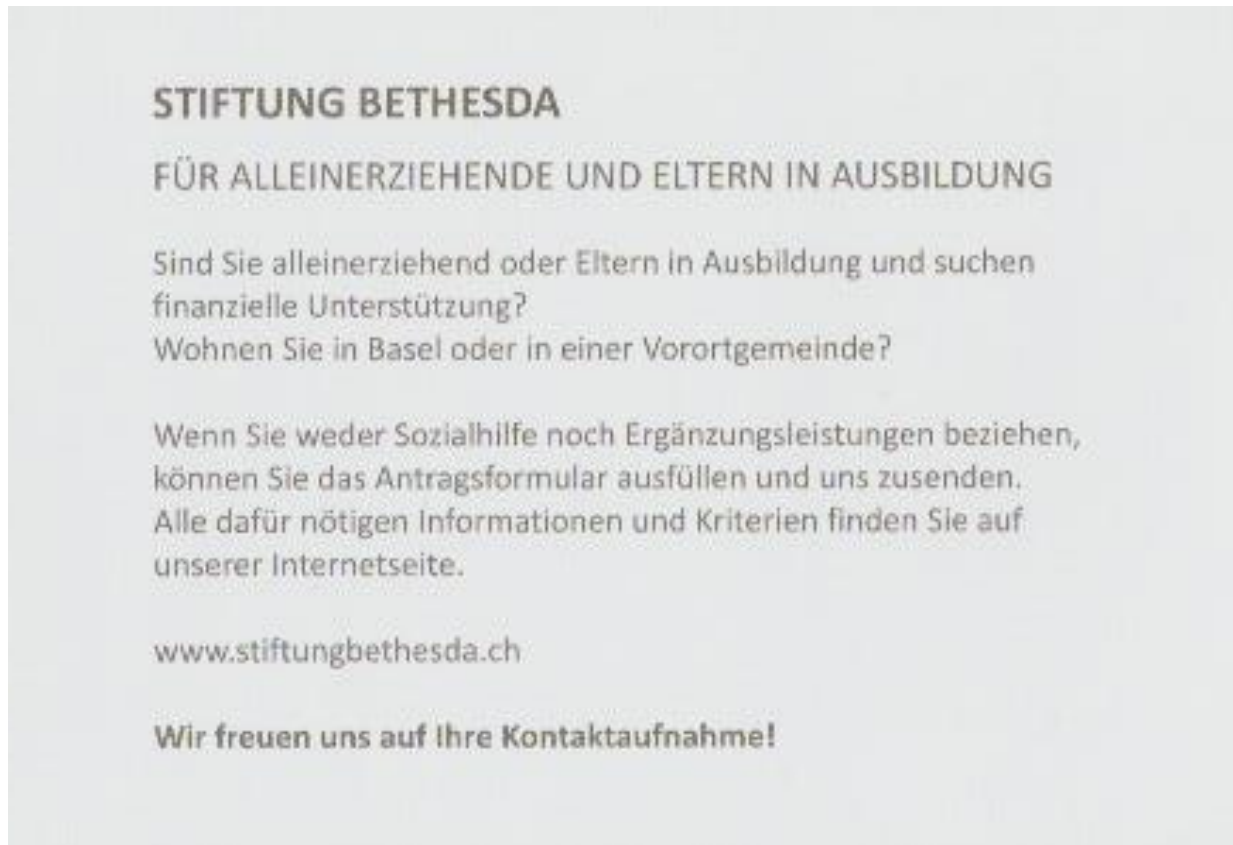 STIFTUNG BETHESDA
FÜR ALLEINERZIEHENDE UND ELTERN IN AUSBILDUNG
Sind Sie alleinerziehend oder Eltern in Ausbildung und suchen
finanzielle Unterstützung?
Wohnen Sie in Basel oder in einer Vorortgemeinde?
Wenn Sie weder Sozialhilfe noch Ergänzungsleistungen beziehen,
können Sie das Antragsformular ausfüllen und uns zusenden.
Alle dafür nötigen Informationen und Kriterien finden Sie auf
unserer Internetseite.
www.stiftungbethesda.ch
Wir freuen uns auf Ihre Kontaktaufnahme!